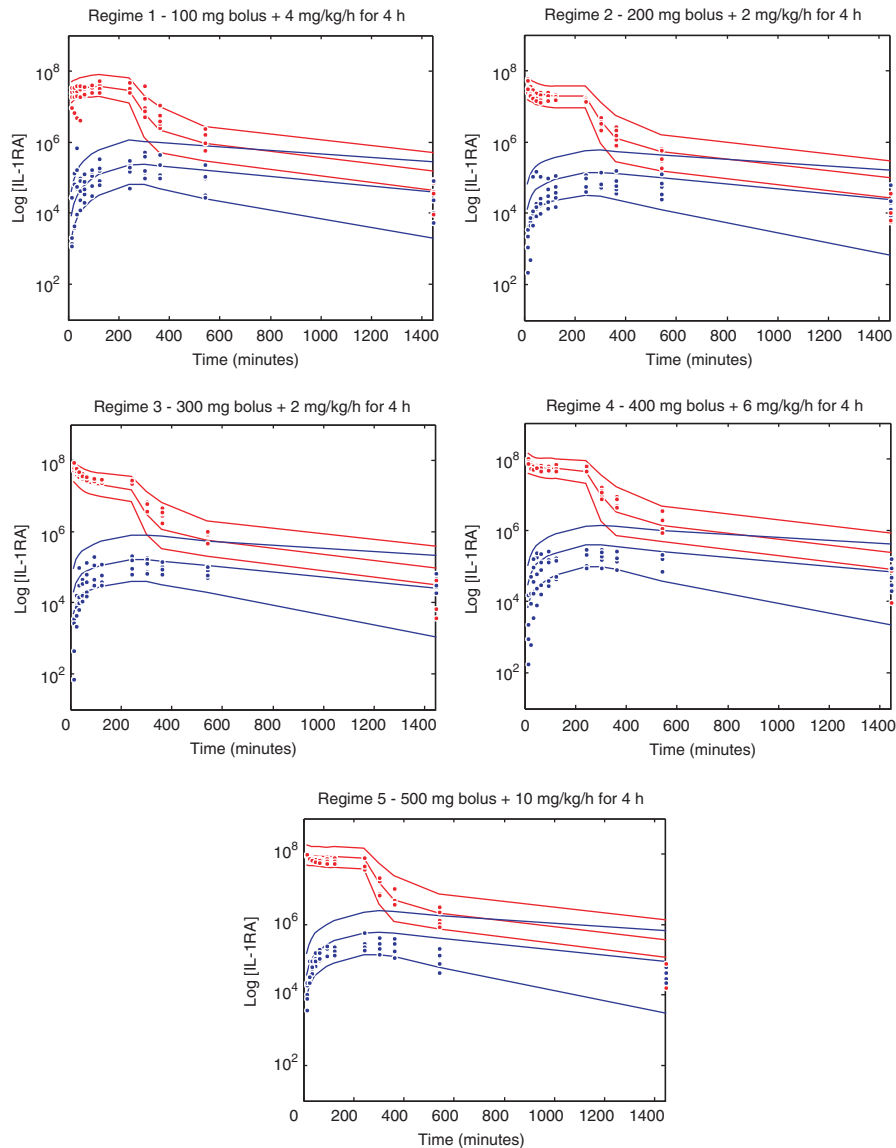 Regime 1 - 100 mg bolus + 4 mg/kg/h for 4 h
Log [IL-1RA]
10^8
10^6
10^4
10^2
0 200 400 600 800 1000 1200 1400
Time (minutes)
Regime 2 - 200 mg bolus + 2 mg/kg/h for 4 h
Log [IL-1RA]
10^8
10^6
10^4
10^2
0 200 400 600 800 1000 1200 1400
Time (minutes)
Regime 3 - 300 mg bolus + 2 mg/kg/h for 4 h
Log [IL-1RA]
10^8
10^6
10^4
10^2
0 200 400 600 800 1000 1200 1400
Time (minutes)
Regime 4 - 400 mg bolus + 6 mg/kg/h for 4 h
Log [IL-1RA]
10^8
10^6
10^4
10^2
0 200 400 600 800 1000 1200 1400
Time (minutes)
Regime 5 - 500 mg bolus + 10 mg/kg/h for 4 h
Log [IL-1RA]
10^8
10^6
10^4
10^2
0 200 400 600 800 1000 1200 1400
Time (minutes)